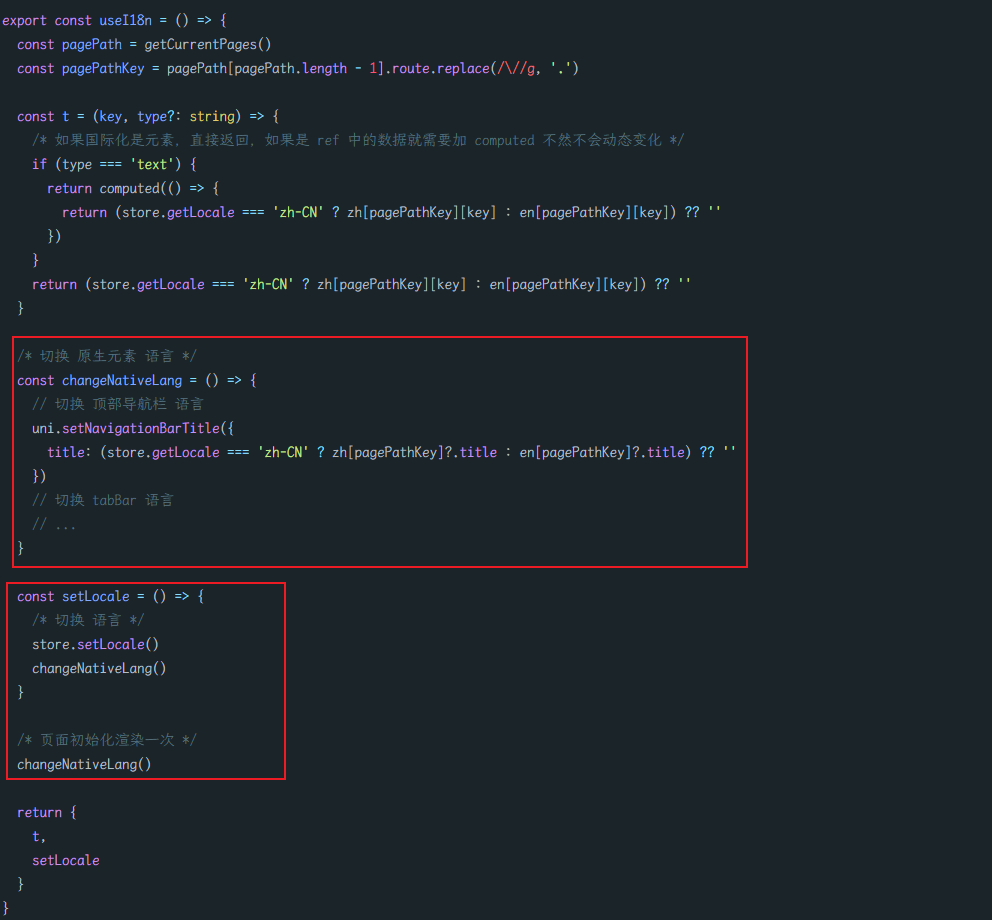 export const useI18n = () => {
  const pagePath = getCurrentPages()
  const pagePathKey = pagePath[pagePath.length - 1].route.replace(/\//g, '.')
  const t = (key, type?: string) => {
    /* 如果国际化是元素，直接返回，如果是 ref 中的数据就需要加 computed 不然不会动态变化 */
    if (type === 'text') {
      return computed(() => {
        return (store.getLocale === 'zh-CN' ? zh[pagePathKey][key] : en[pagePathKey][key]) ?? ''
      })
    }
    return (store.getLocale === 'zh-CN' ? zh[pagePathKey][key] : en[pagePathKey][key]) ?? ''
  }
  /* 切换 原生元素 语言 */
  const changeNativeLang = () => {
    // 切换 顶部导航栏 语言
    uni.setNavigationBarTitle({
      title: (store.getLocale === 'zh-CN' ? zh[pagePathKey]?.title : en[pagePathKey]?.title) ?? ''
    })
    // 切换 tabBar 语言
    // ...
  }
  const setLocale = () => {
    /* 切换 语言 */
    store.setLocale()
    changeNativeLang()
  }
  /* 页面初始化渲染一次 */
  changeNativeLang()
  return {
    t,
    setLocale
  }
}